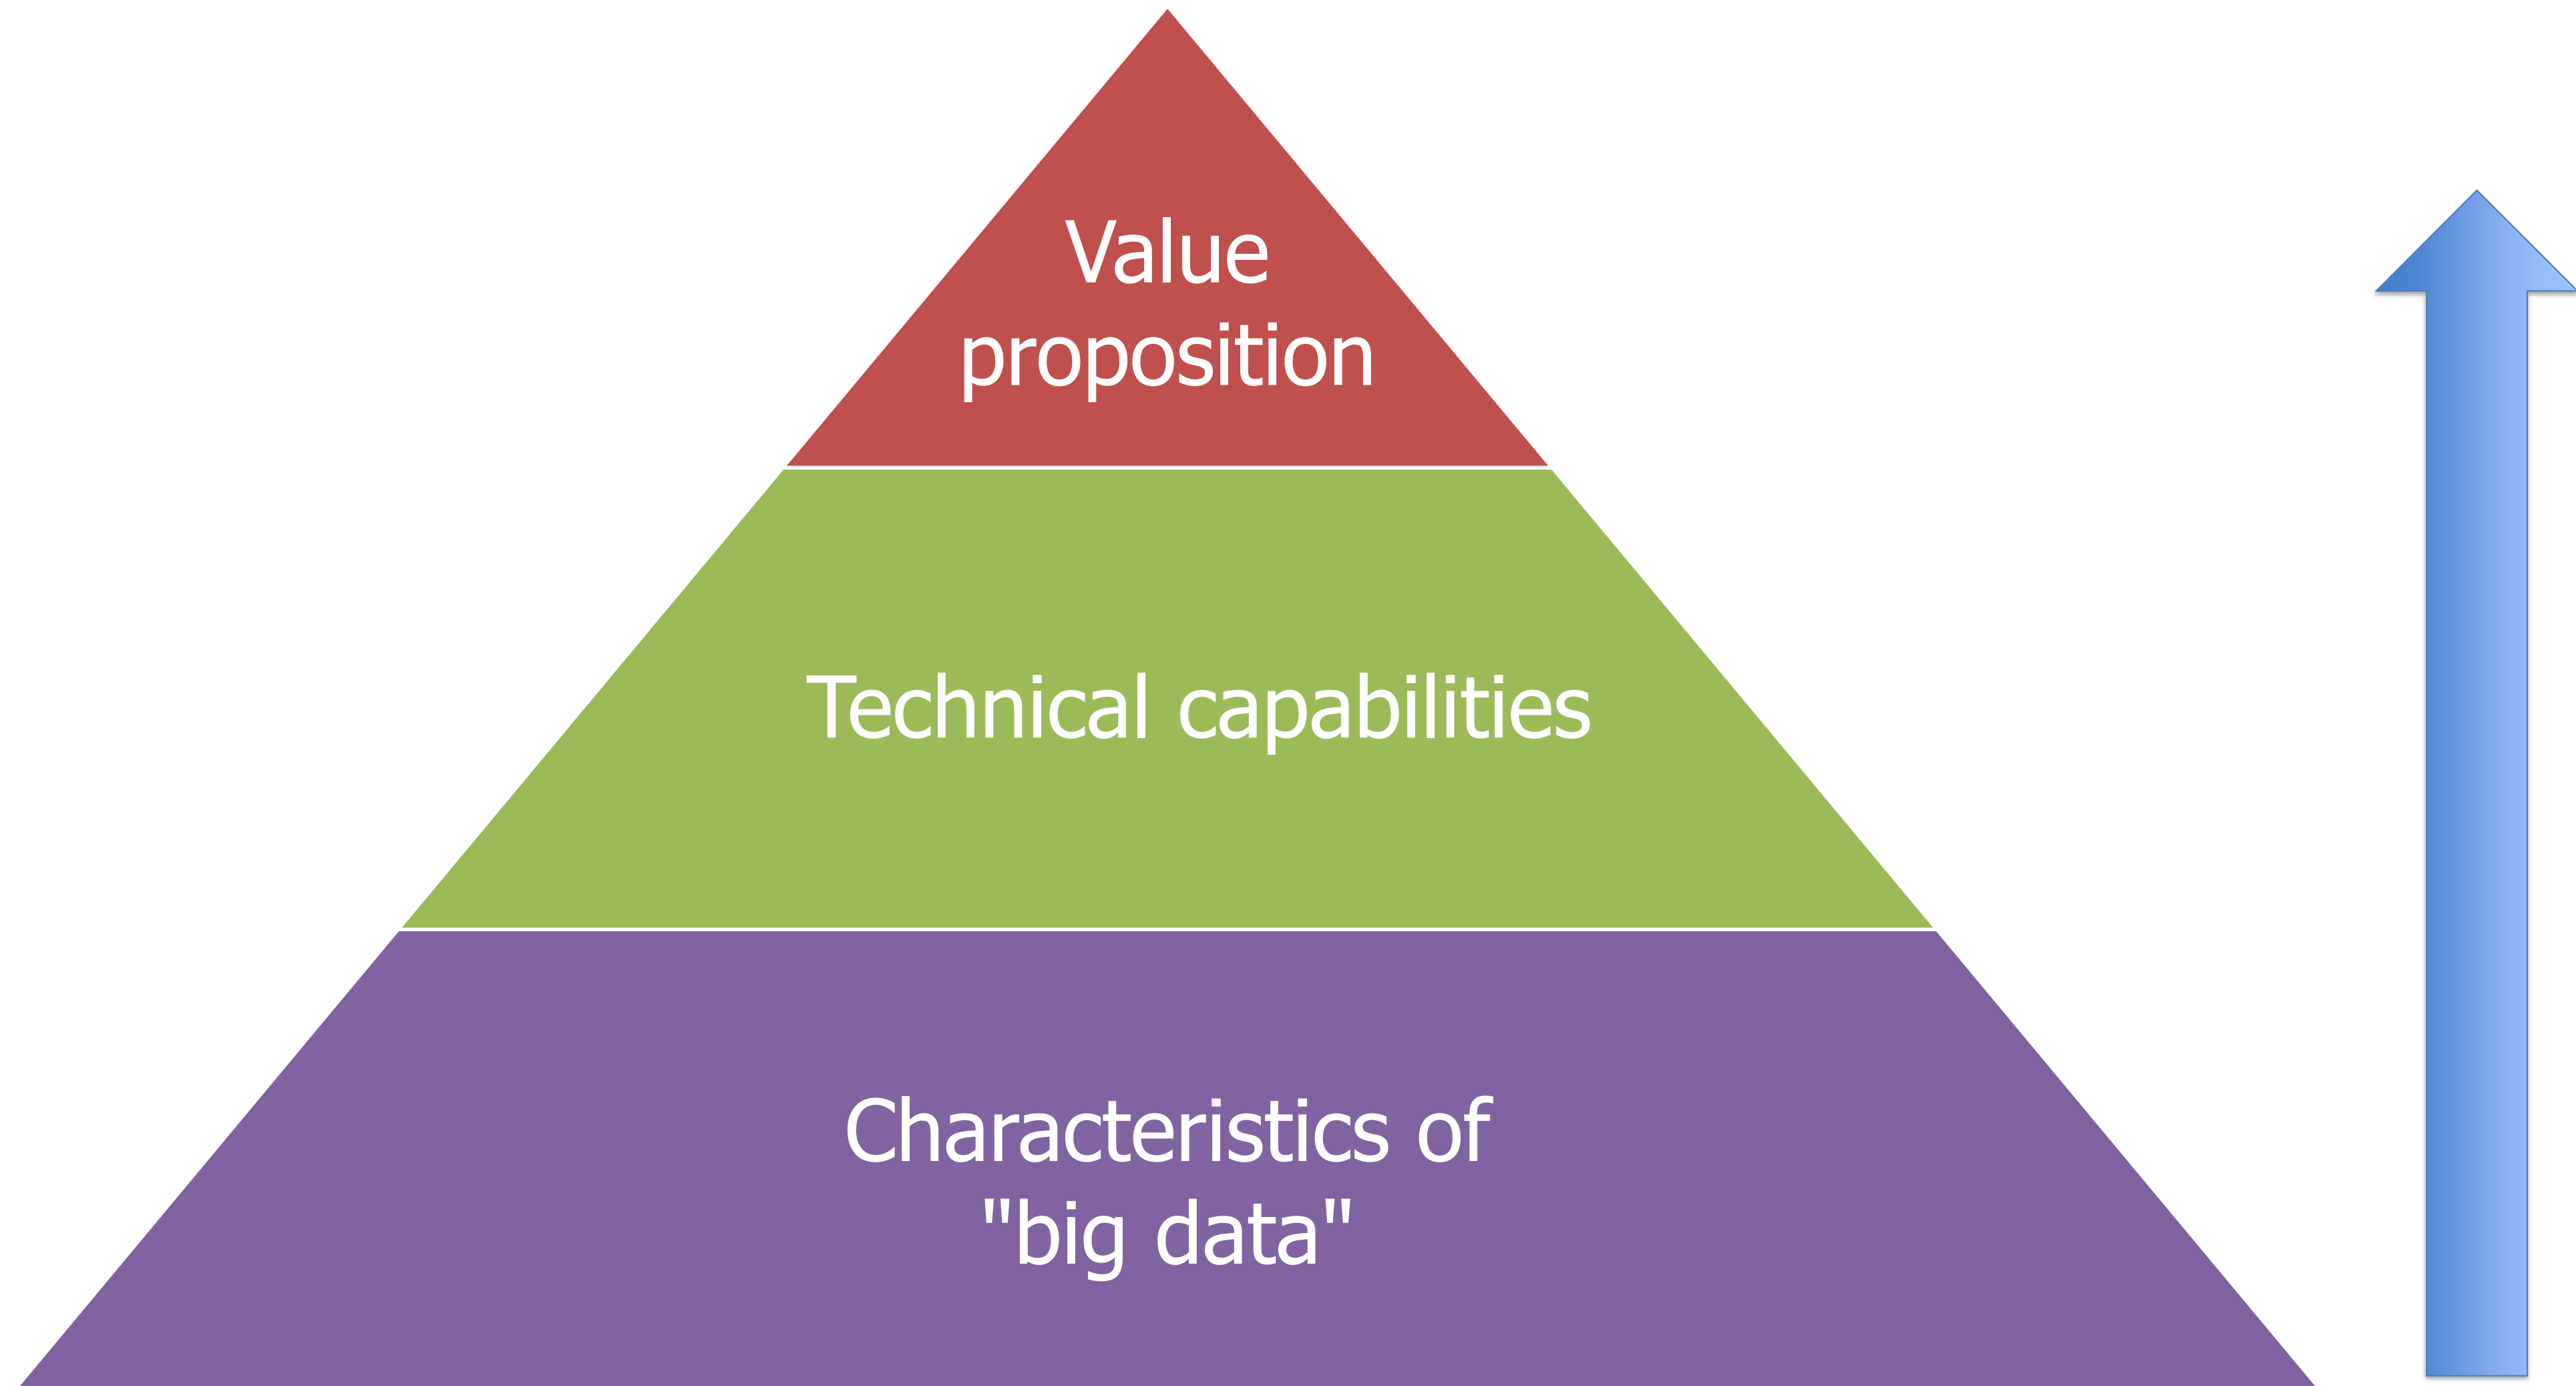 Value
proposition
Technical capabilities
Characteristics of
"big data"